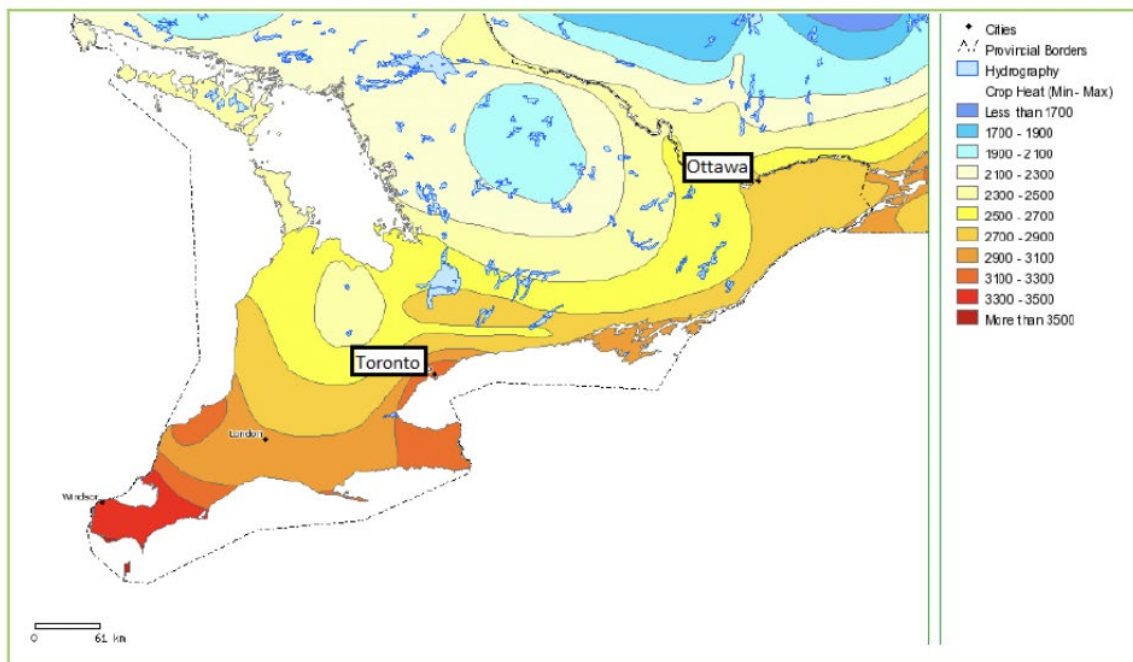 Cities
Provincial Borders
Hydrography
Crop Heat (Min - Max)
Less than 1700
1700 - 1900
1900 - 2100
2100 - 2300
2300 - 2500
2500 - 2700
2700 - 2900
2900 - 3100
3100 - 3300
3300 - 3500
More than 3500
Ottawa
Toronto
London
Windsor
0 61 km